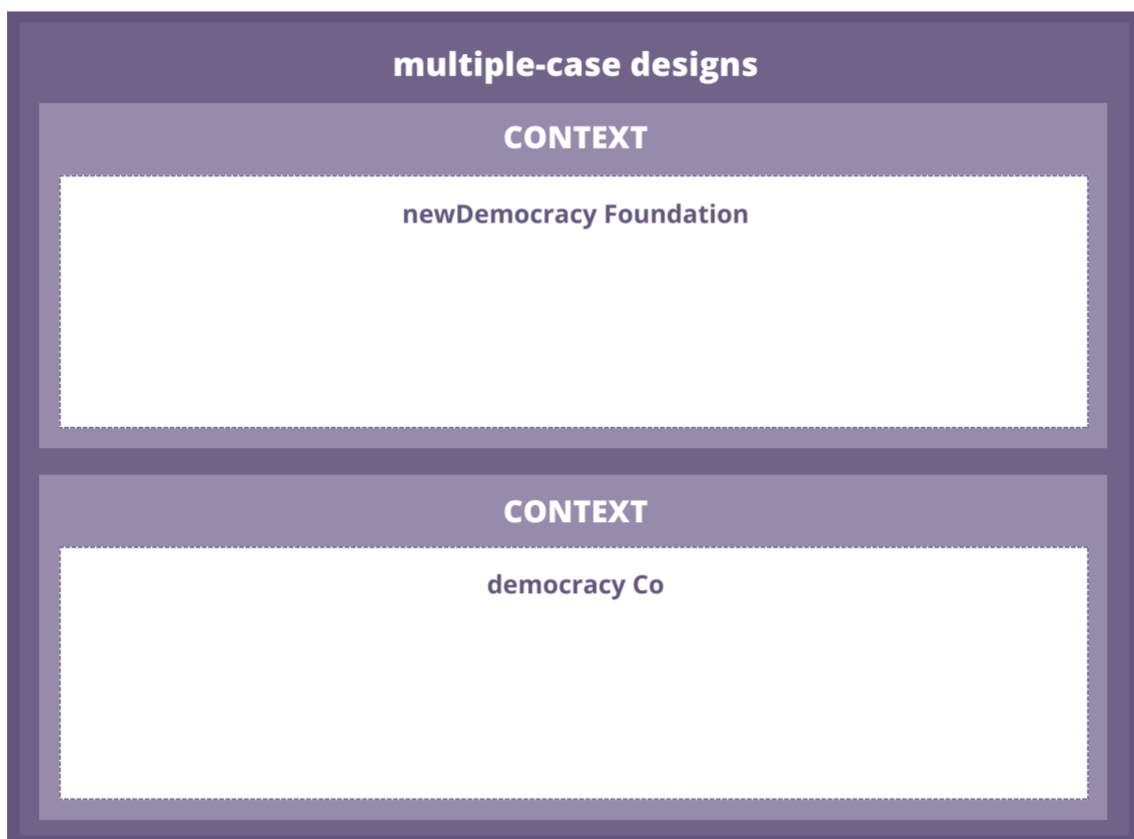 multiple-case designs
CONTEXT
newDemocracy Foundation
CONTEXT
democracy Co